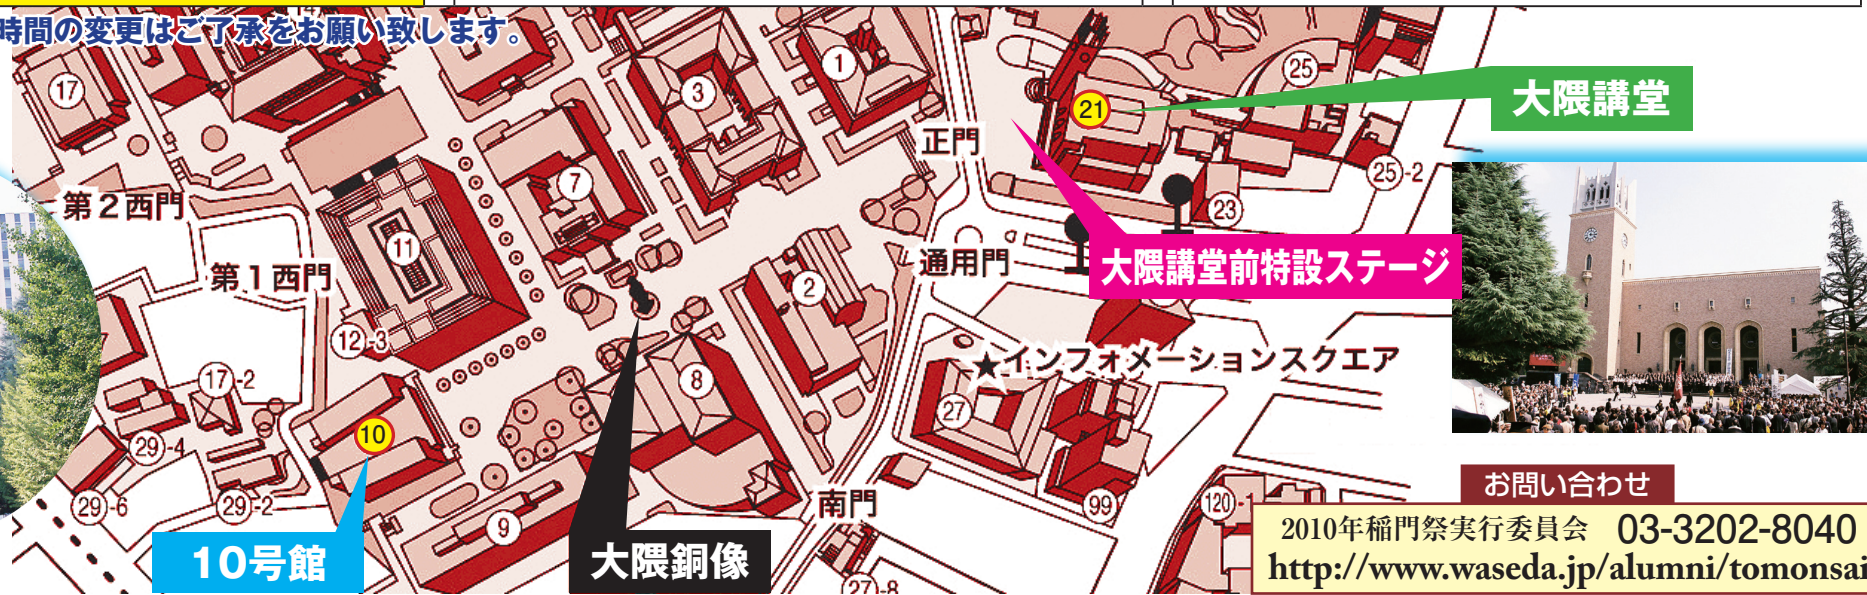 時間の変更はご了承をお願い致します。
14
17
3
1
25
21
大隈講堂
正門
25-2
7
23
第2西門
11
通用門
大隈講堂前特設ステージ
第1西門
2
12-3
★インフォメーションスクエア
17-2
8
27
10
29-4
お問い合わせ
29-6
29-2
9
南門
99
120-1
2010年稲門祭実行委員会 03-3202-8040
10号館
大隈銅像
http://www.waseda.jp/alumni/tomonsai
27-8